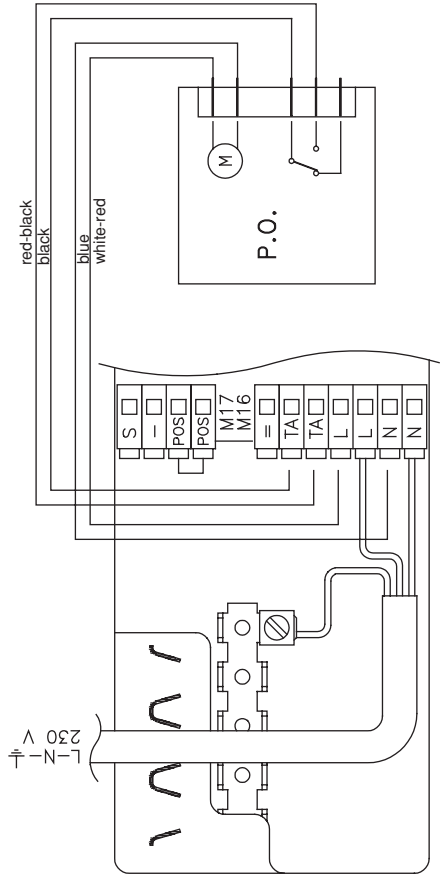 red-black
black
blue
white-red
M
P.O.
S
–
POS
POS
M17
M16
=
TA
TA
L
L
N
N
L–N–⏚
230 V